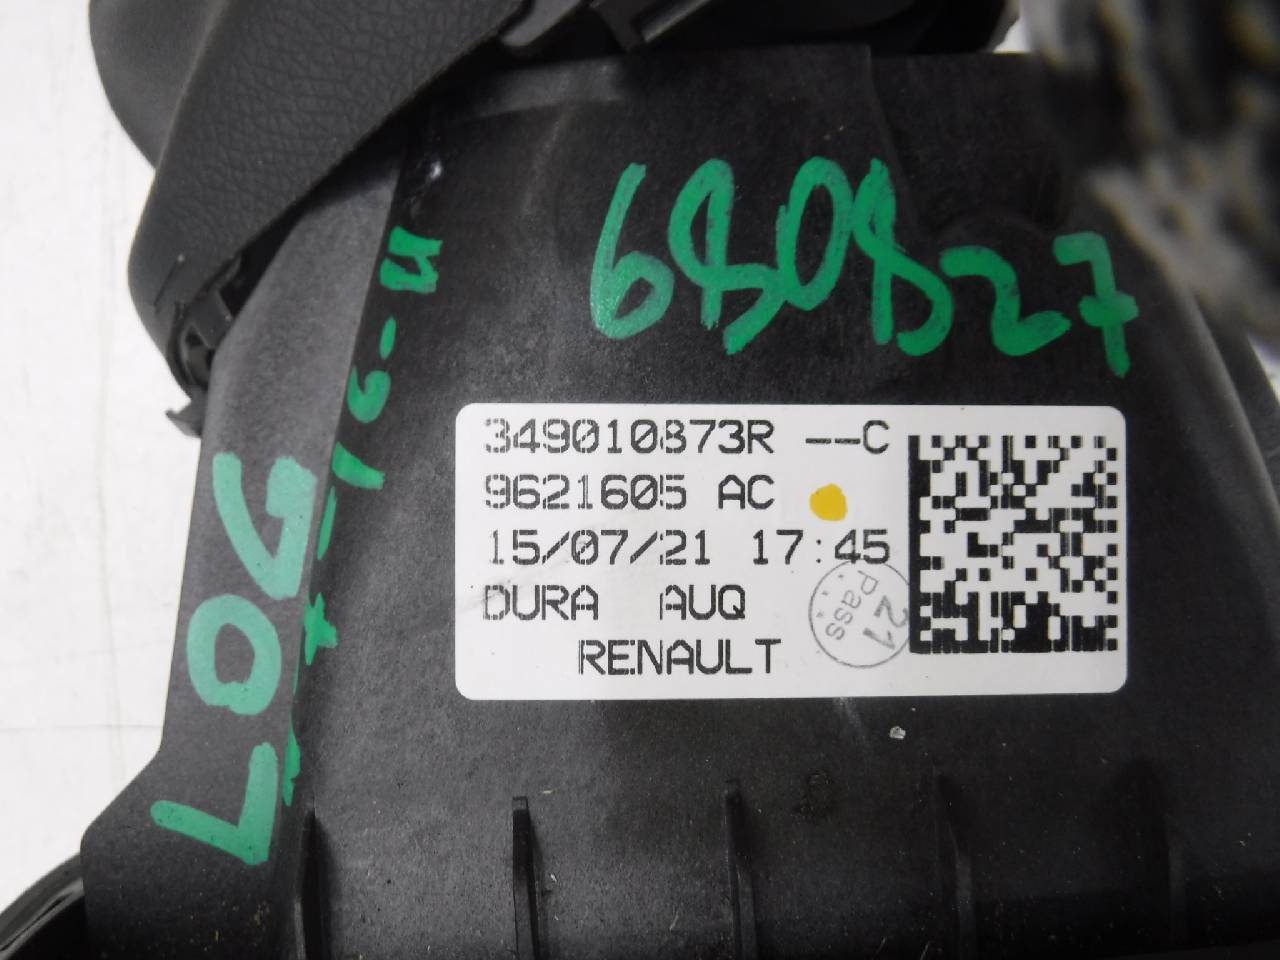 680827
349010873R --C
9621605 AC
15/07/21 17:45
DURA AUQ
RENAULT
pass
21
LOG